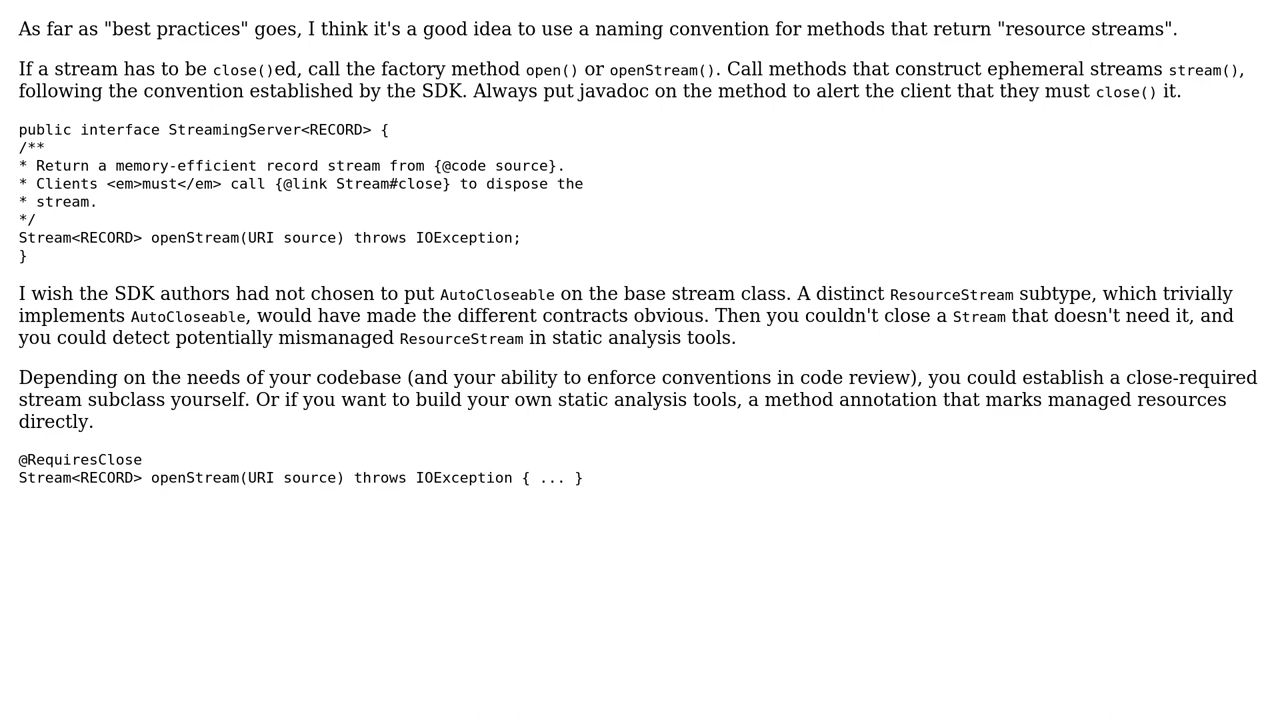 As far as "best practices" goes, I think it's a good idea to use a naming convention for methods that return "resource streams".
If a stream has to be close()ed, call the factory method open() or openStream(). Call methods that construct ephemeral streams stream(),
following the convention established by the SDK. Always put javadoc on the method to alert the client that they must close() it.
public interface StreamingServer<RECORD> {
/**
* Return a memory-efficient record stream from {@code source}.
* Clients <em>must</em> call {@link Stream#close} to dispose the
* stream.
*/
Stream<RECORD> openStream(URI source) throws IOException;
}
I wish the SDK authors had not chosen to put AutoCloseable on the base stream class. A distinct ResourceStream subtype, which trivially
implements AutoCloseable, would have made the different contracts obvious. Then you couldn't close a Stream that doesn't need it, and
you could detect potentially mismanaged ResourceStream in static analysis tools.
Depending on the needs of your codebase (and your ability to enforce conventions in code review), you could establish a close-required
stream subclass yourself. Or if you want to build your own static analysis tools, a method annotation that marks managed resources
directly.
@RequiresClose
Stream<RECORD> openStream(URI source) throws IOException { ... }